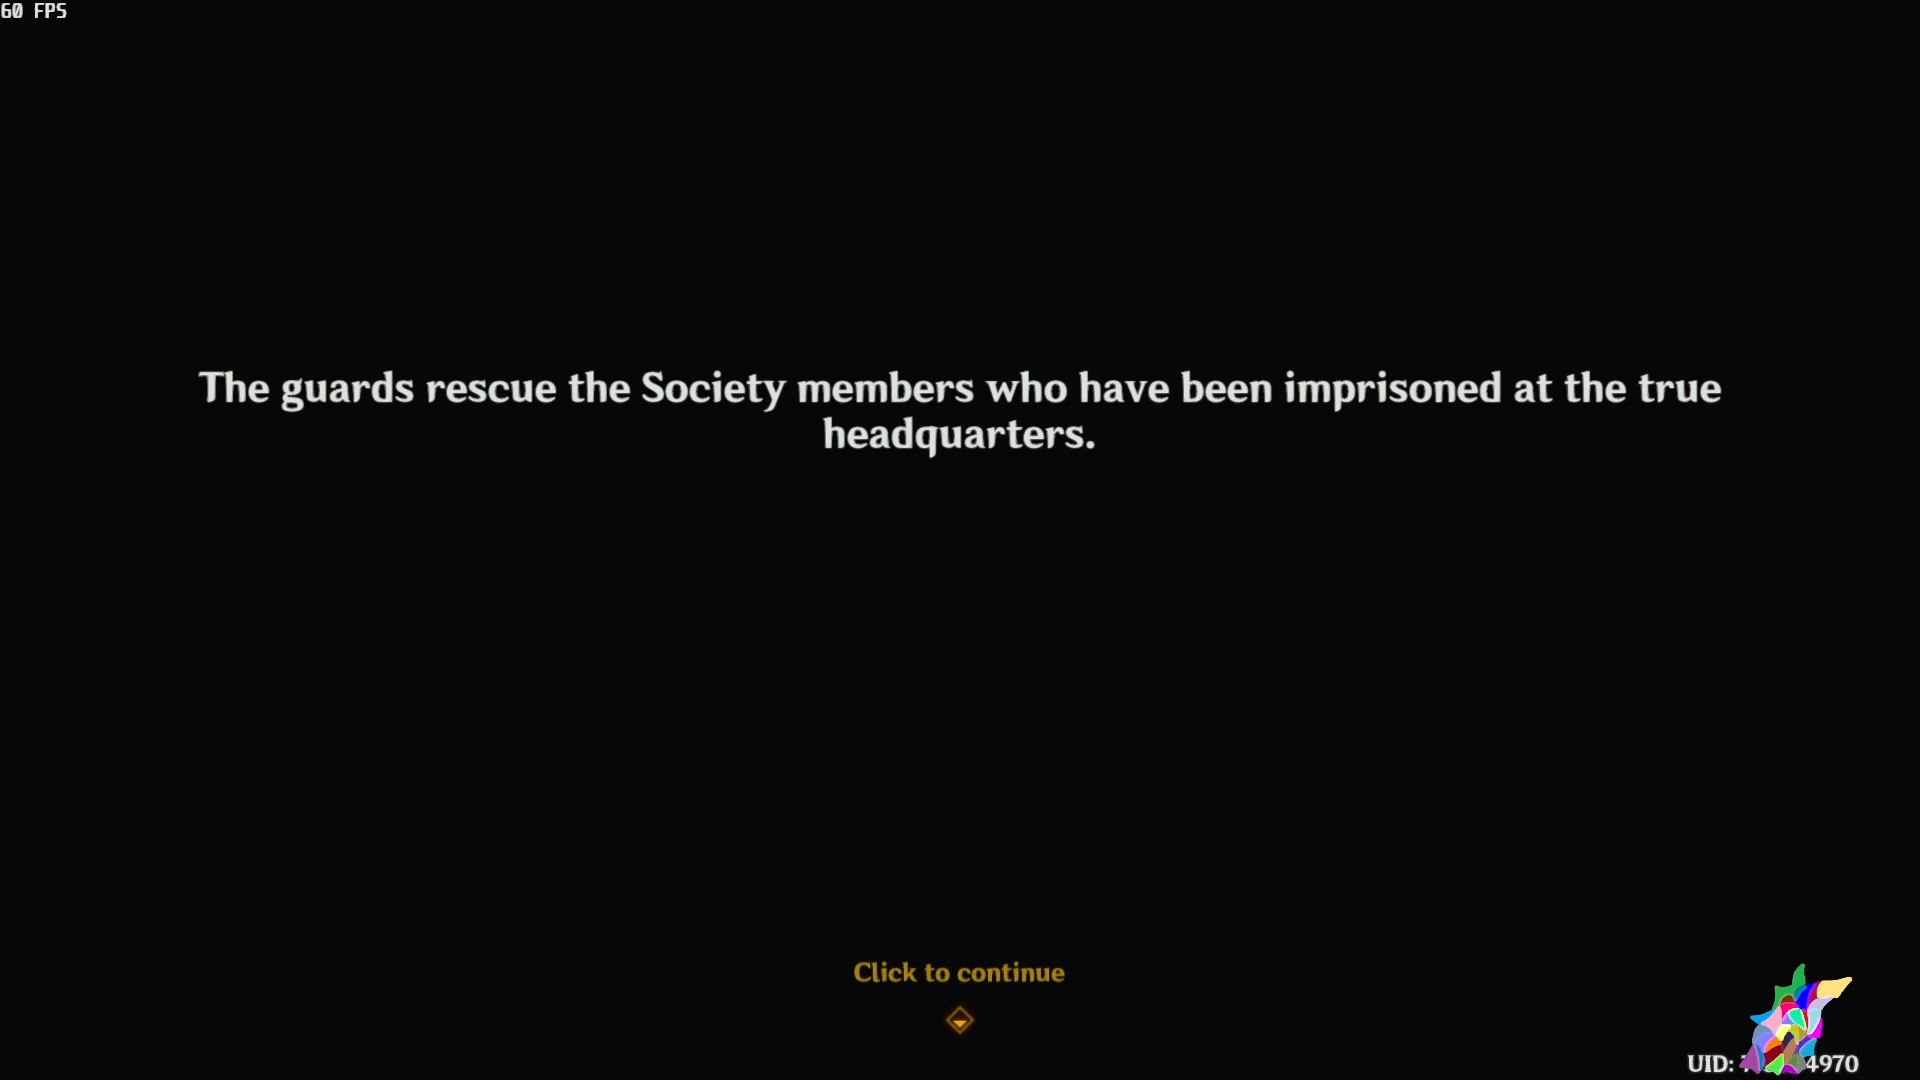 60 FPS
The guards rescue the Society members who have been imprisoned at the true
headquarters.
Click to continue
UID: 4970